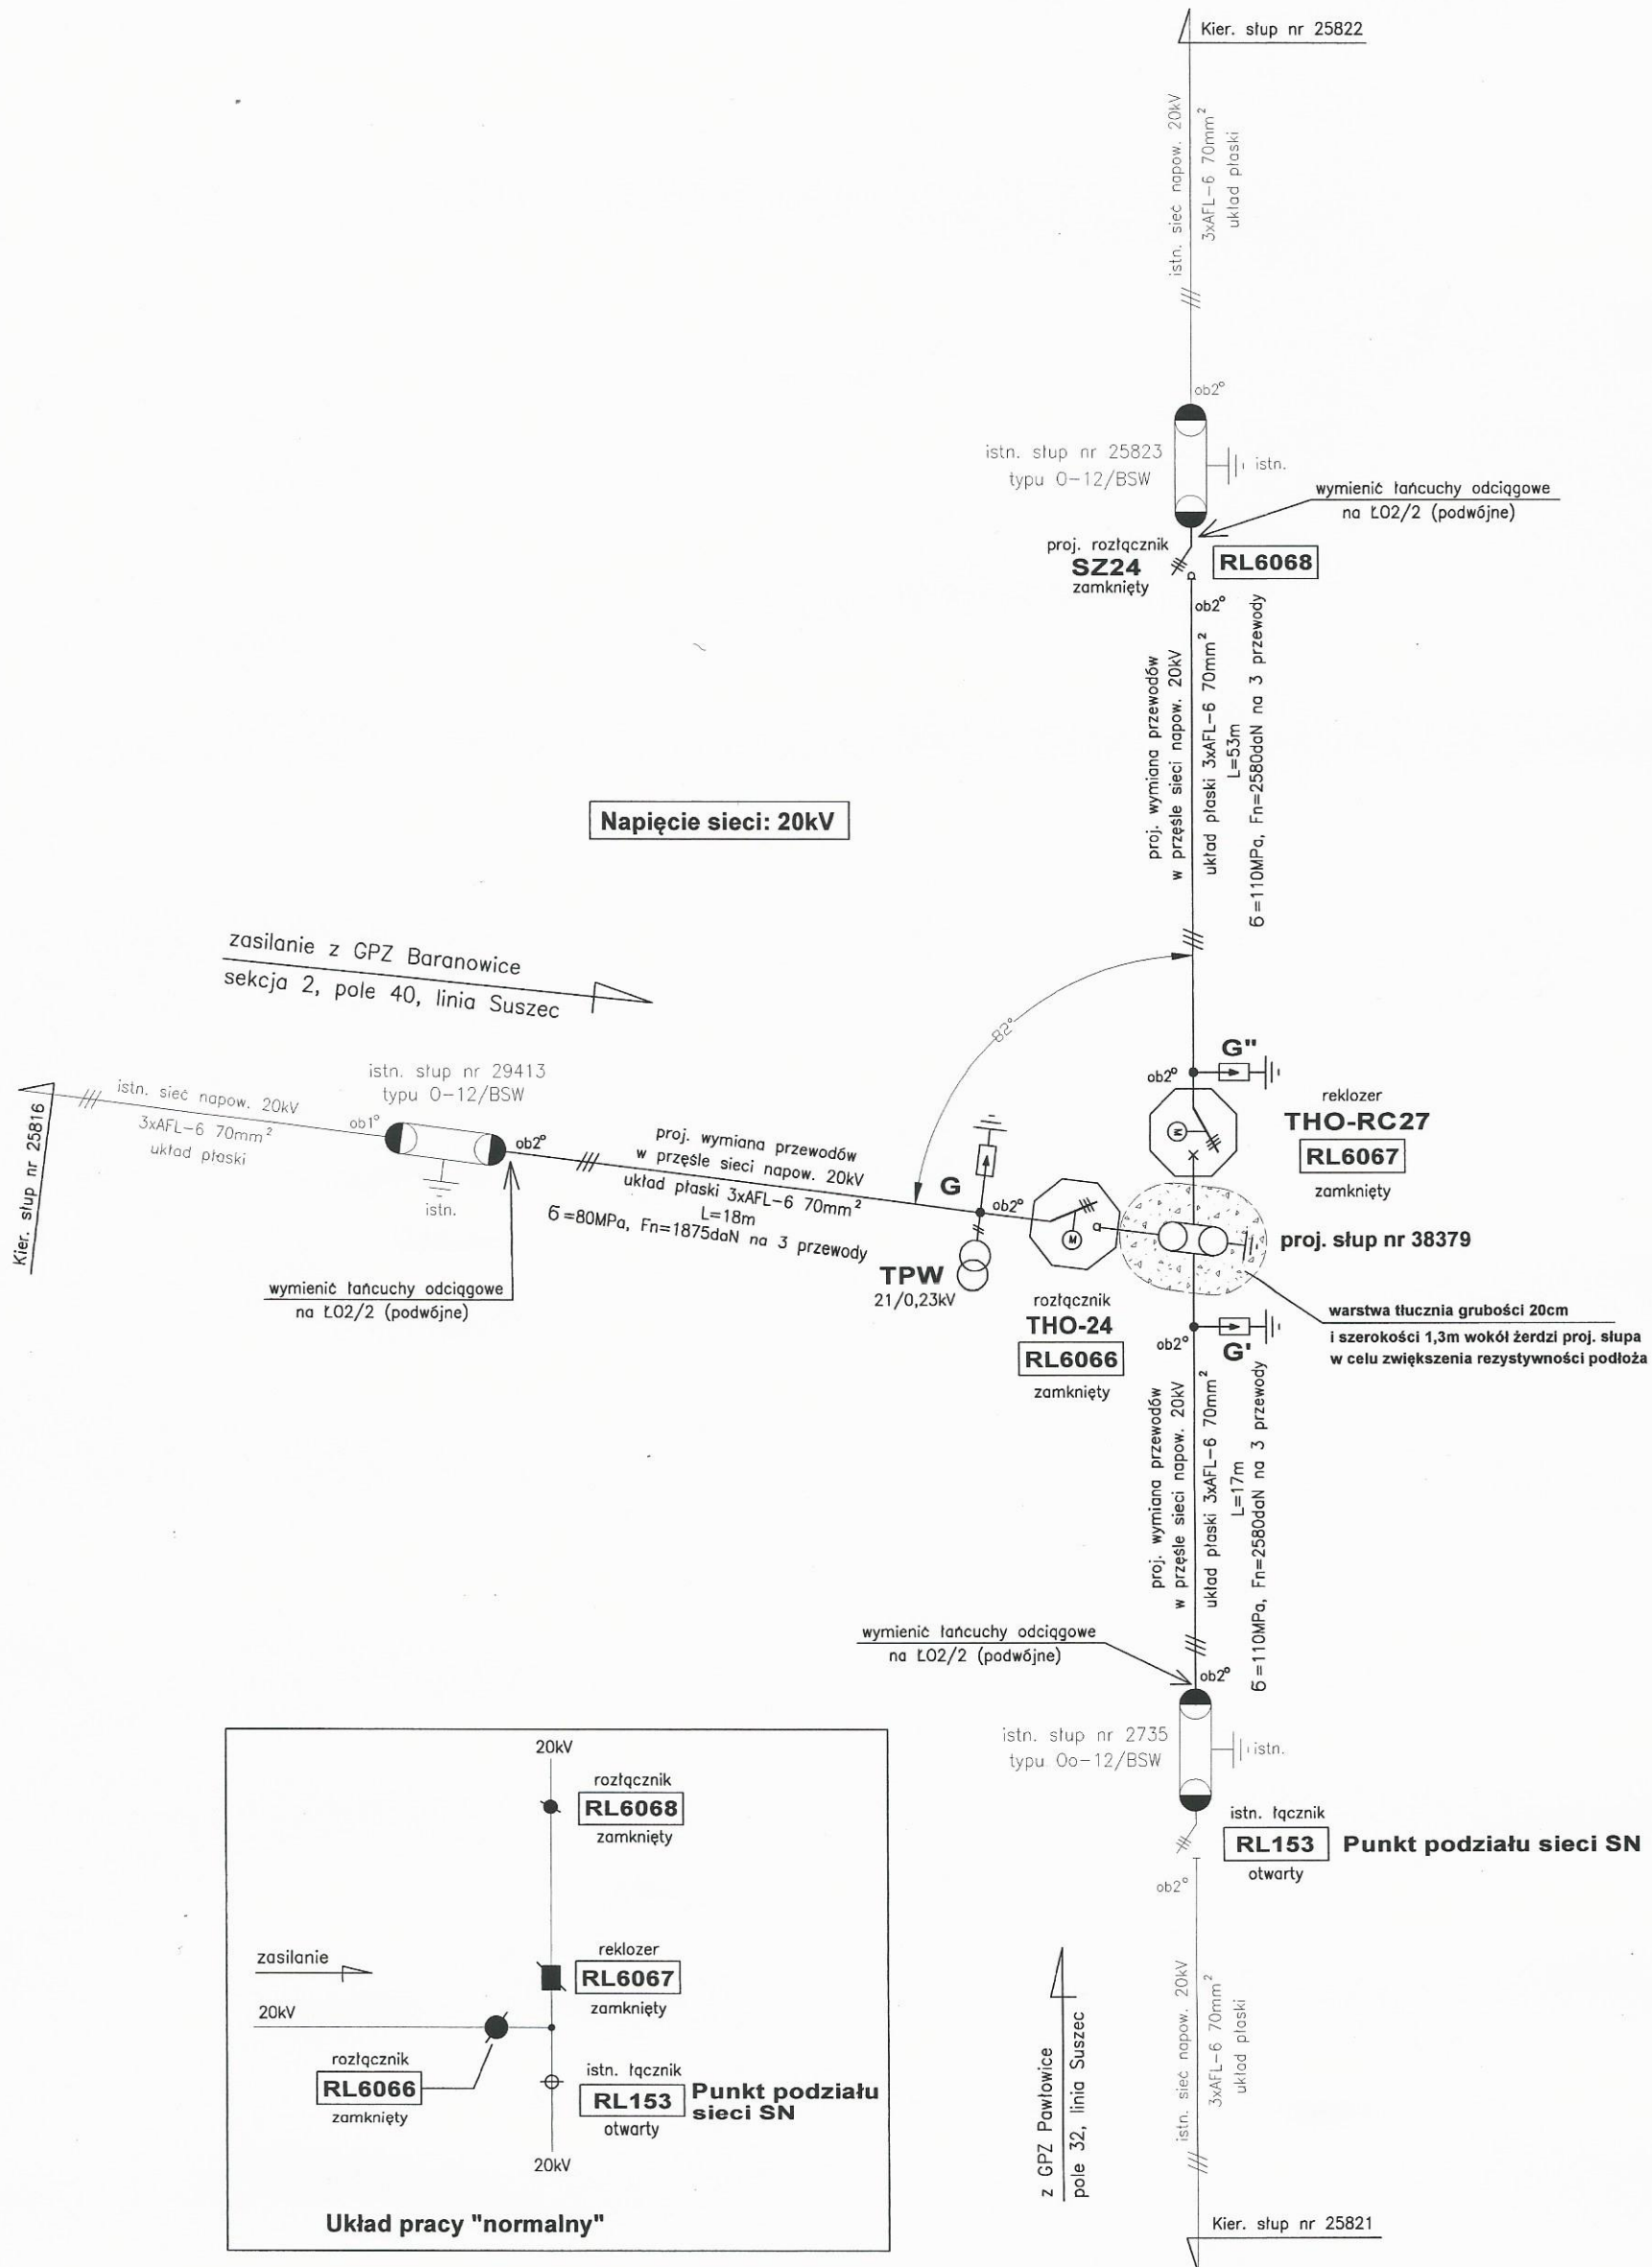 Kier. słup nr 25822
istn. sieć napow. 20kV
3xAFL-6 70mm²
układ płaski
ob2°
istn. słup nr 25823
typu O-12/BSW
istn.
wymienić łańcuchy odciągowe
na ŁO2/2 (podwójne)
proj. rozłącznik
SZ24
zamknięty
RL6068
ob2°
proj. wymiana przewodów
w przęśle sieci napow. 20kV
układ płaski 3xAFL-6 70mm²
L=53m
б=110MPa, Fn=2580daN na 3 przewody
Napięcie sieci: 20kV
zasilanie z GPZ Baranowice
sekcja 2, pole 40, linia Suszec
82°
Kier. słup nr 25816
istn. sieć napow. 20kV
3xAFL-6 70mm²
układ płaski
ob1°
istn. słup nr 29413
typu O-12/BSW
ob2°
istn.
wymienić łańcuchy odciągowe
na ŁO2/2 (podwójne)
proj. wymiana przewodów
w przęśle sieci napow. 20kV
układ płaski 3xAFL-6 70mm²
L=18m
б=80MPa, Fn=1875daN na 3 przewody
G
ob2°
TPW
21/0,23kV
M
rozłącznik
THO-24
RL6066
zamknięty
G"
ob2°
M
reklozer
THO-RC27
RL6067
zamknięty
proj. słup nr 38379
warstwa tłucznia grubości 20cm
i szerokości 1,3m wokół żerdzi proj. słupa
w celu zwiększenia rezystywności podłoża
ob2°
G'
proj. wymiana przewodów
w przęśle sieci napow. 20kV
układ płaski 3xAFL-6 70mm²
L=17m
б=110MPa, Fn=2580daN na 3 przewody
wymienić łańcuchy odciągowe
na ŁO2/2 (podwójne)
ob2°
istn. słup nr 2735
typu Oo-12/BSW
istn.
istn. łącznik
RL153
Punkt podziału sieci SN
otwarty
ob2°
z GPZ Pawłowice
pole 32, linia Suszec
istn. sieć napow. 20kV
3xAFL-6 70mm²
układ płaski
Kier. słup nr 25821
20kV
rozłącznik
RL6068
zamknięty
zasilanie
reklozer
RL6067
zamknięty
20kV
rozłącznik
RL6066
zamknięty
istn. łącznik
RL153
otwarty
Punkt podziału
sieci SN
20kV
Układ pracy "normalny"